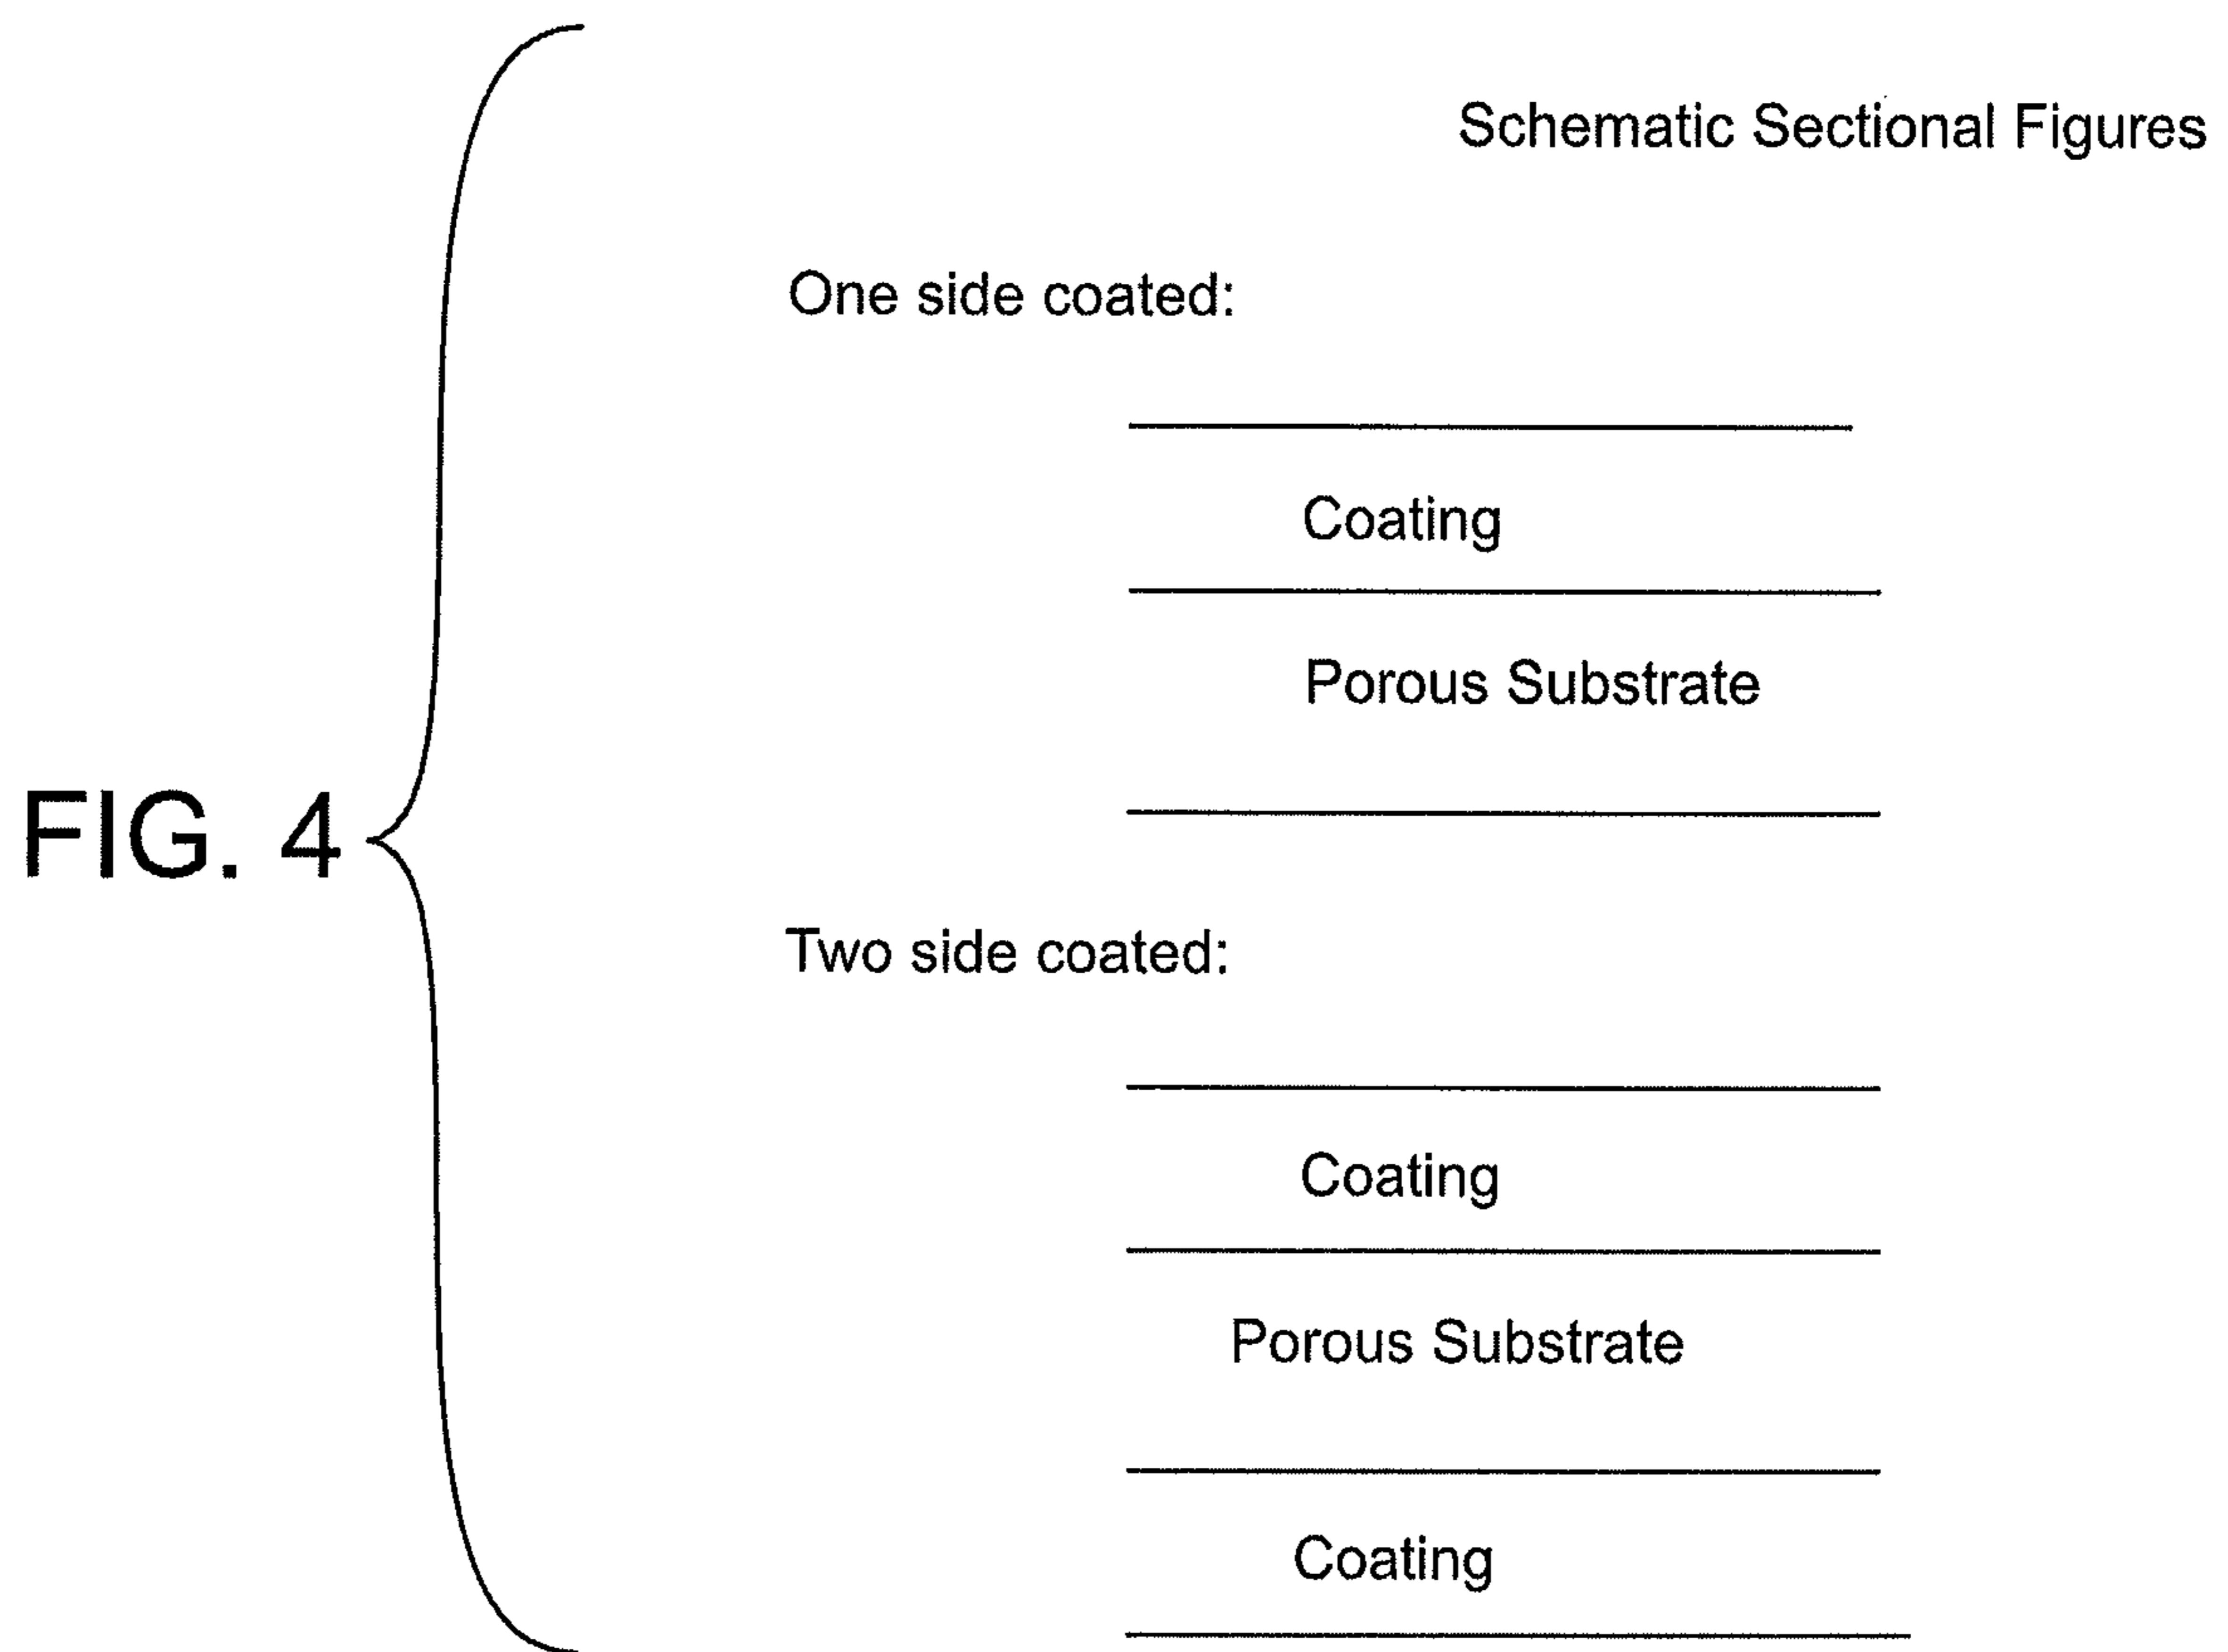 Schematic Sectional Figures
One side coated:
Coating
Porous Substrate
FIG. 4
Two side coated:
Coating
Porous Substrate
Coating